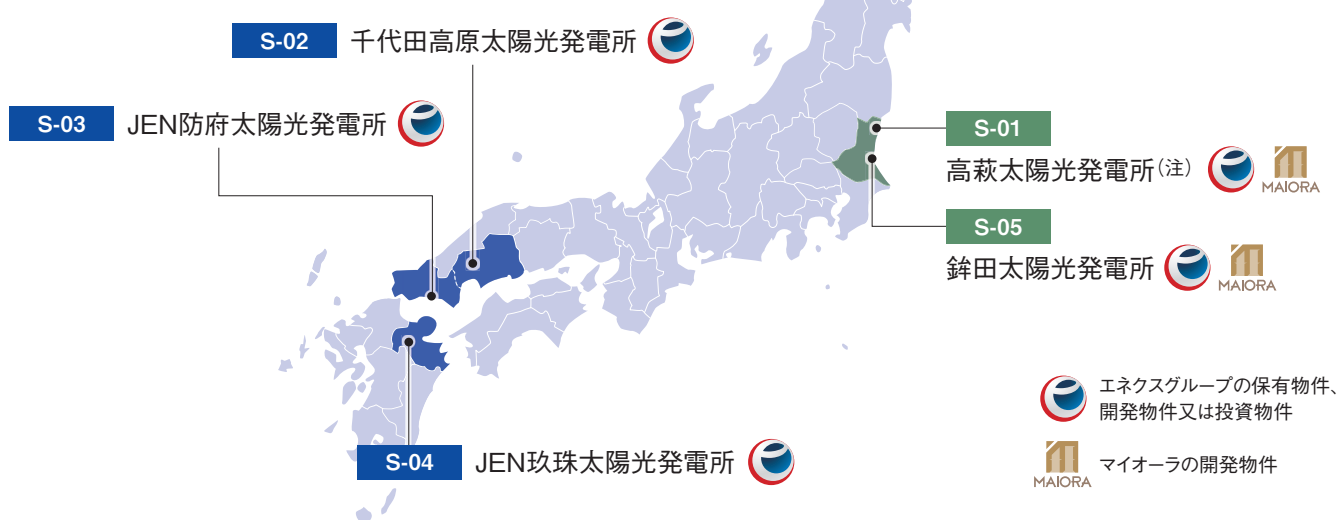 S-02 千代田高原太陽光発電所
S-03 JEN防府太陽光発電所
S-01
高萩太陽光発電所(注) MAIORA
S-05
鉾田太陽光発電所 MAIORA
S-04 JEN玖珠太陽光発電所
エネクスグループの保有物件、
開発物件又は投資物件
MAIORA マイオーラの開発物件